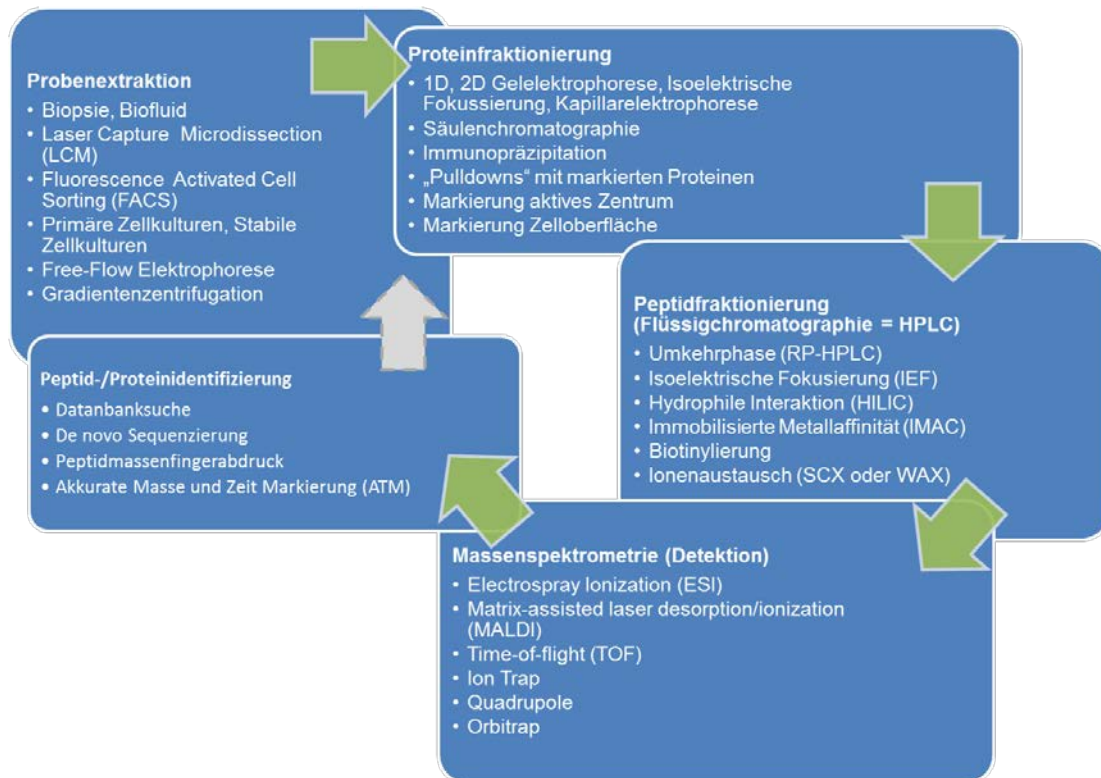 Probenextraktion
• Biopsie, Biofluid
• Laser Capture Microdissection
(LCM)
• Fluorescence Activated Cell
Sorting (FACS)
• Primäre Zellkulturen, Stabile
Zellkulturen
• Free-Flow Elektrophorese
• Gradientenzentrifugation
Proteinfraktionierung
• 1D, 2D Gelelektrophorese, Isoelektrische
Fokussierung, Kapillarelektrophorese
• Säulenchromatographie
• Immunopräzipitation
• „Pulldowns“ mit markierten Proteinen
• Markierung aktives Zentrum
• Markierung Zelloberfläche
Peptidfraktionierung
(Flüssigchromatographie = HPLC)
• Umkehrphase (RP-HPLC)
• Isoelektrische Fokusierung (IEF)
• Hydrophile Interaktion (HILIC)
• Immobilisierte Metallaffinität (IMAC)
• Biotinylierung
• Ionenaustausch (SCX oder WAX)
Massenspektrometrie (Detektion)
• Electrospray Ionization (ESI)
• Matrix-assisted laser desorption/ionization
(MALDI)
• Time-of-flight (TOF)
• Ion Trap
• Quadrupole
• Orbitrap
Peptid-/Proteinidentifizierung
• Datanbanksuche
• De novo Sequenzierung
• Peptidmassenfingerabdruck
• Akkurate Masse und Zeit Markierung (ATM)